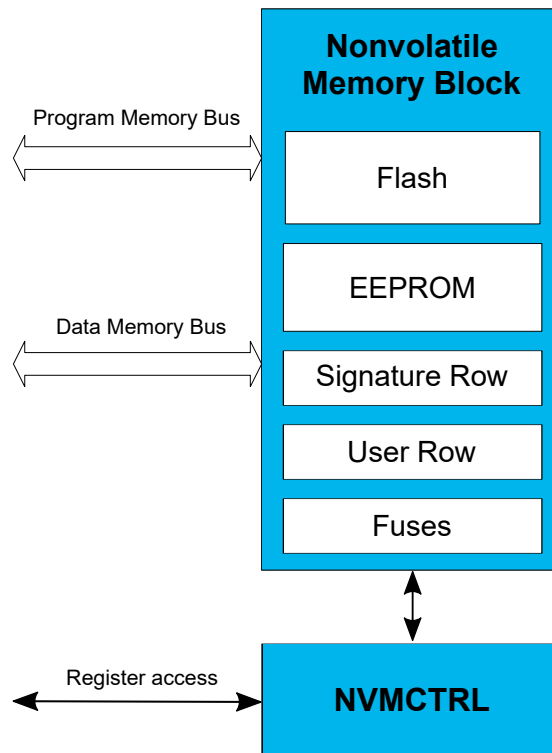 Nonvolatile
Memory Block
Program Memory Bus
Flash
EEPROM
Data Memory Bus
Signature Row
User Row
Fuses
Register access
NVMCTRL